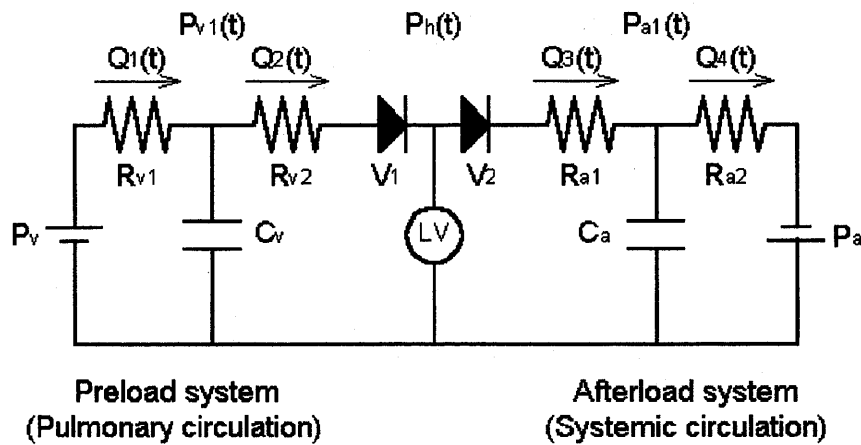 Pv1(t) Ph(t) Pa1(t)
Q1(t) Q2(t) Q3(t) Q4(t)
Rv1 Rv2 V1 V2 Ra1 Ra2
Pv Cv LV Ca Pa
Preload system Afterload system
(Pulmonary circulation) (Systemic circulation)